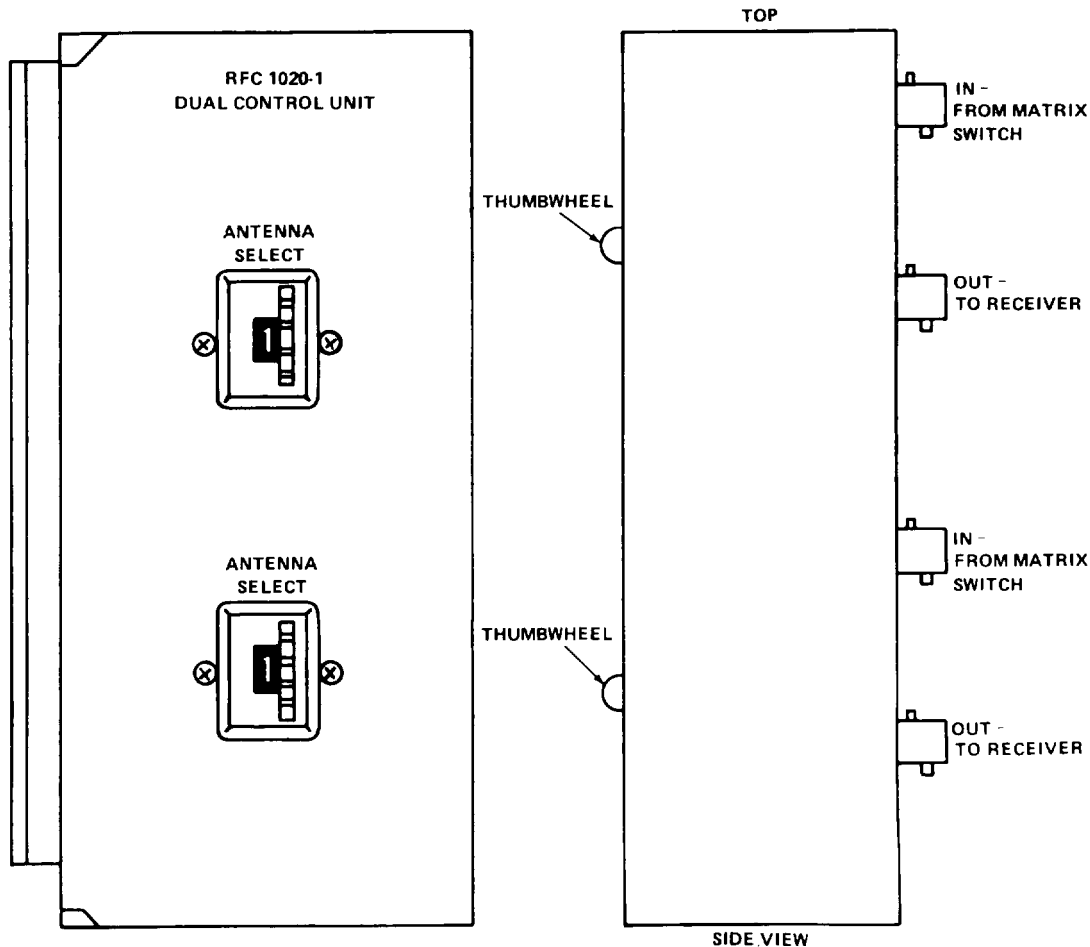 RFC 1020-1
DUAL CONTROL UNIT
ANTENNA
SELECT
1
ANTENNA
SELECT
1
TOP
IN -
FROM MATRIX
SWITCH
THUMBWHEEL
OUT -
TO RECEIVER
IN -
FROM MATRIX
SWITCH
THUMBWHEEL
OUT -
TO RECEIVER
SIDE VIEW